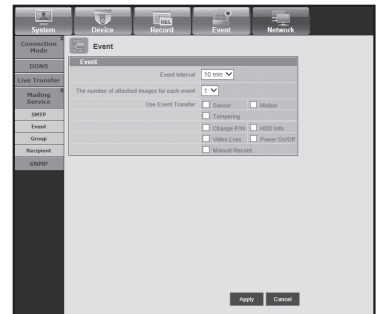 System Device Record Event Network
Connection Mode
DDNS
Live Transfer
Mailing Service
SMTP
Event
Group
Recipient
SNMP
Event
Event
Event Interval 10 min
The number of attached images for each event 1
Use Event Transfer Sensor Motion
Tampering
Change P/W HDD Info
Video Loss Power On/Off
Manual Record
Apply Cancel